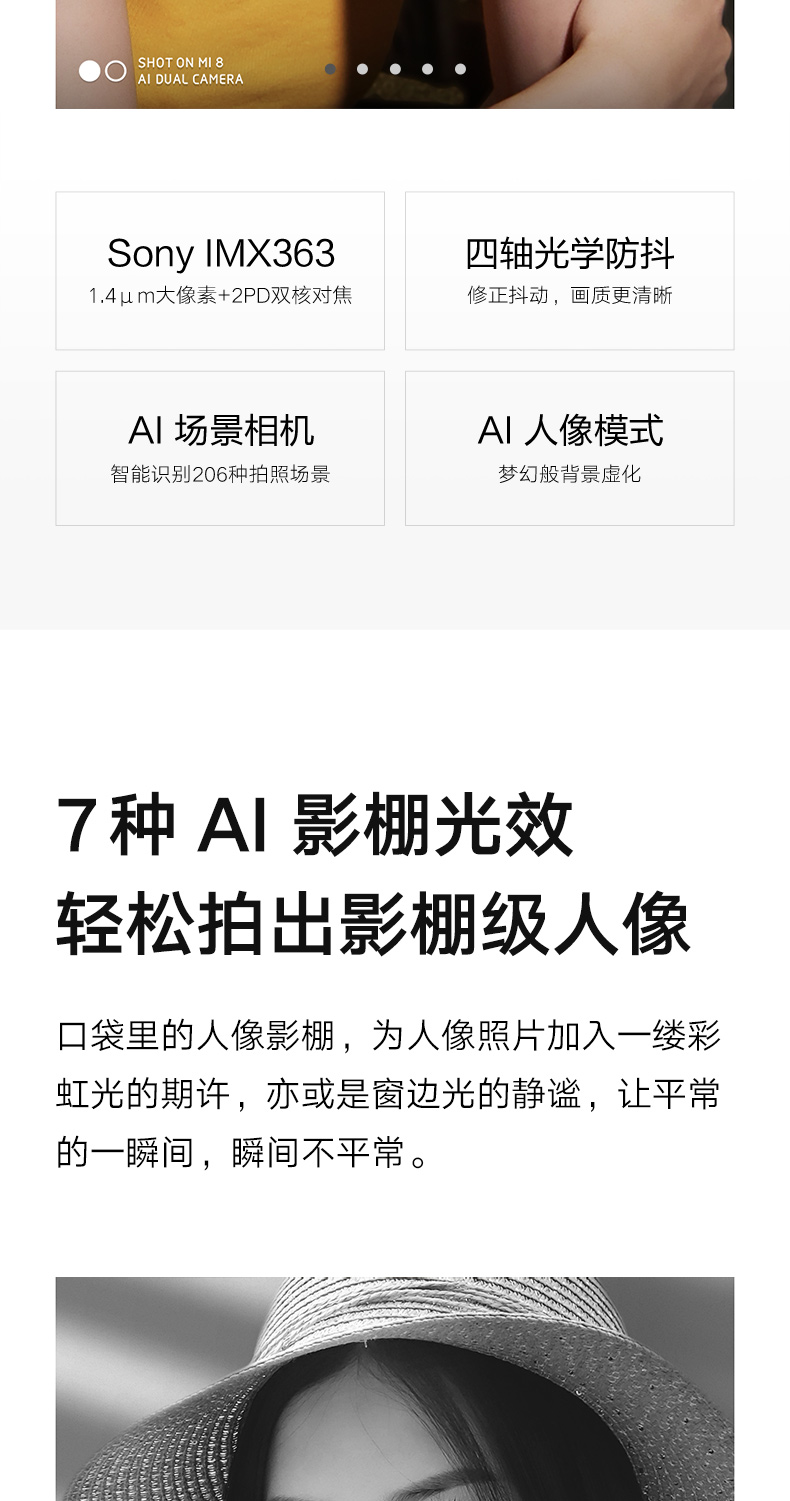 SHOT ON MI 8
AI DUAL CAMERA
Sony IMX363
1.4μm大像素+2PD双核对焦
四轴光学防抖
修正抖动，画质更清晰
AI 场景相机
智能识别206种拍照场景
AI 人像模式
梦幻般背景虚化
7种 AI 影棚光效
轻松拍出影棚级人像
口袋里的人像影棚，为人像照片加入一缕彩
虹光的期许，亦或是窗边光的静谧，让平常
的一瞬间，瞬间不平常。